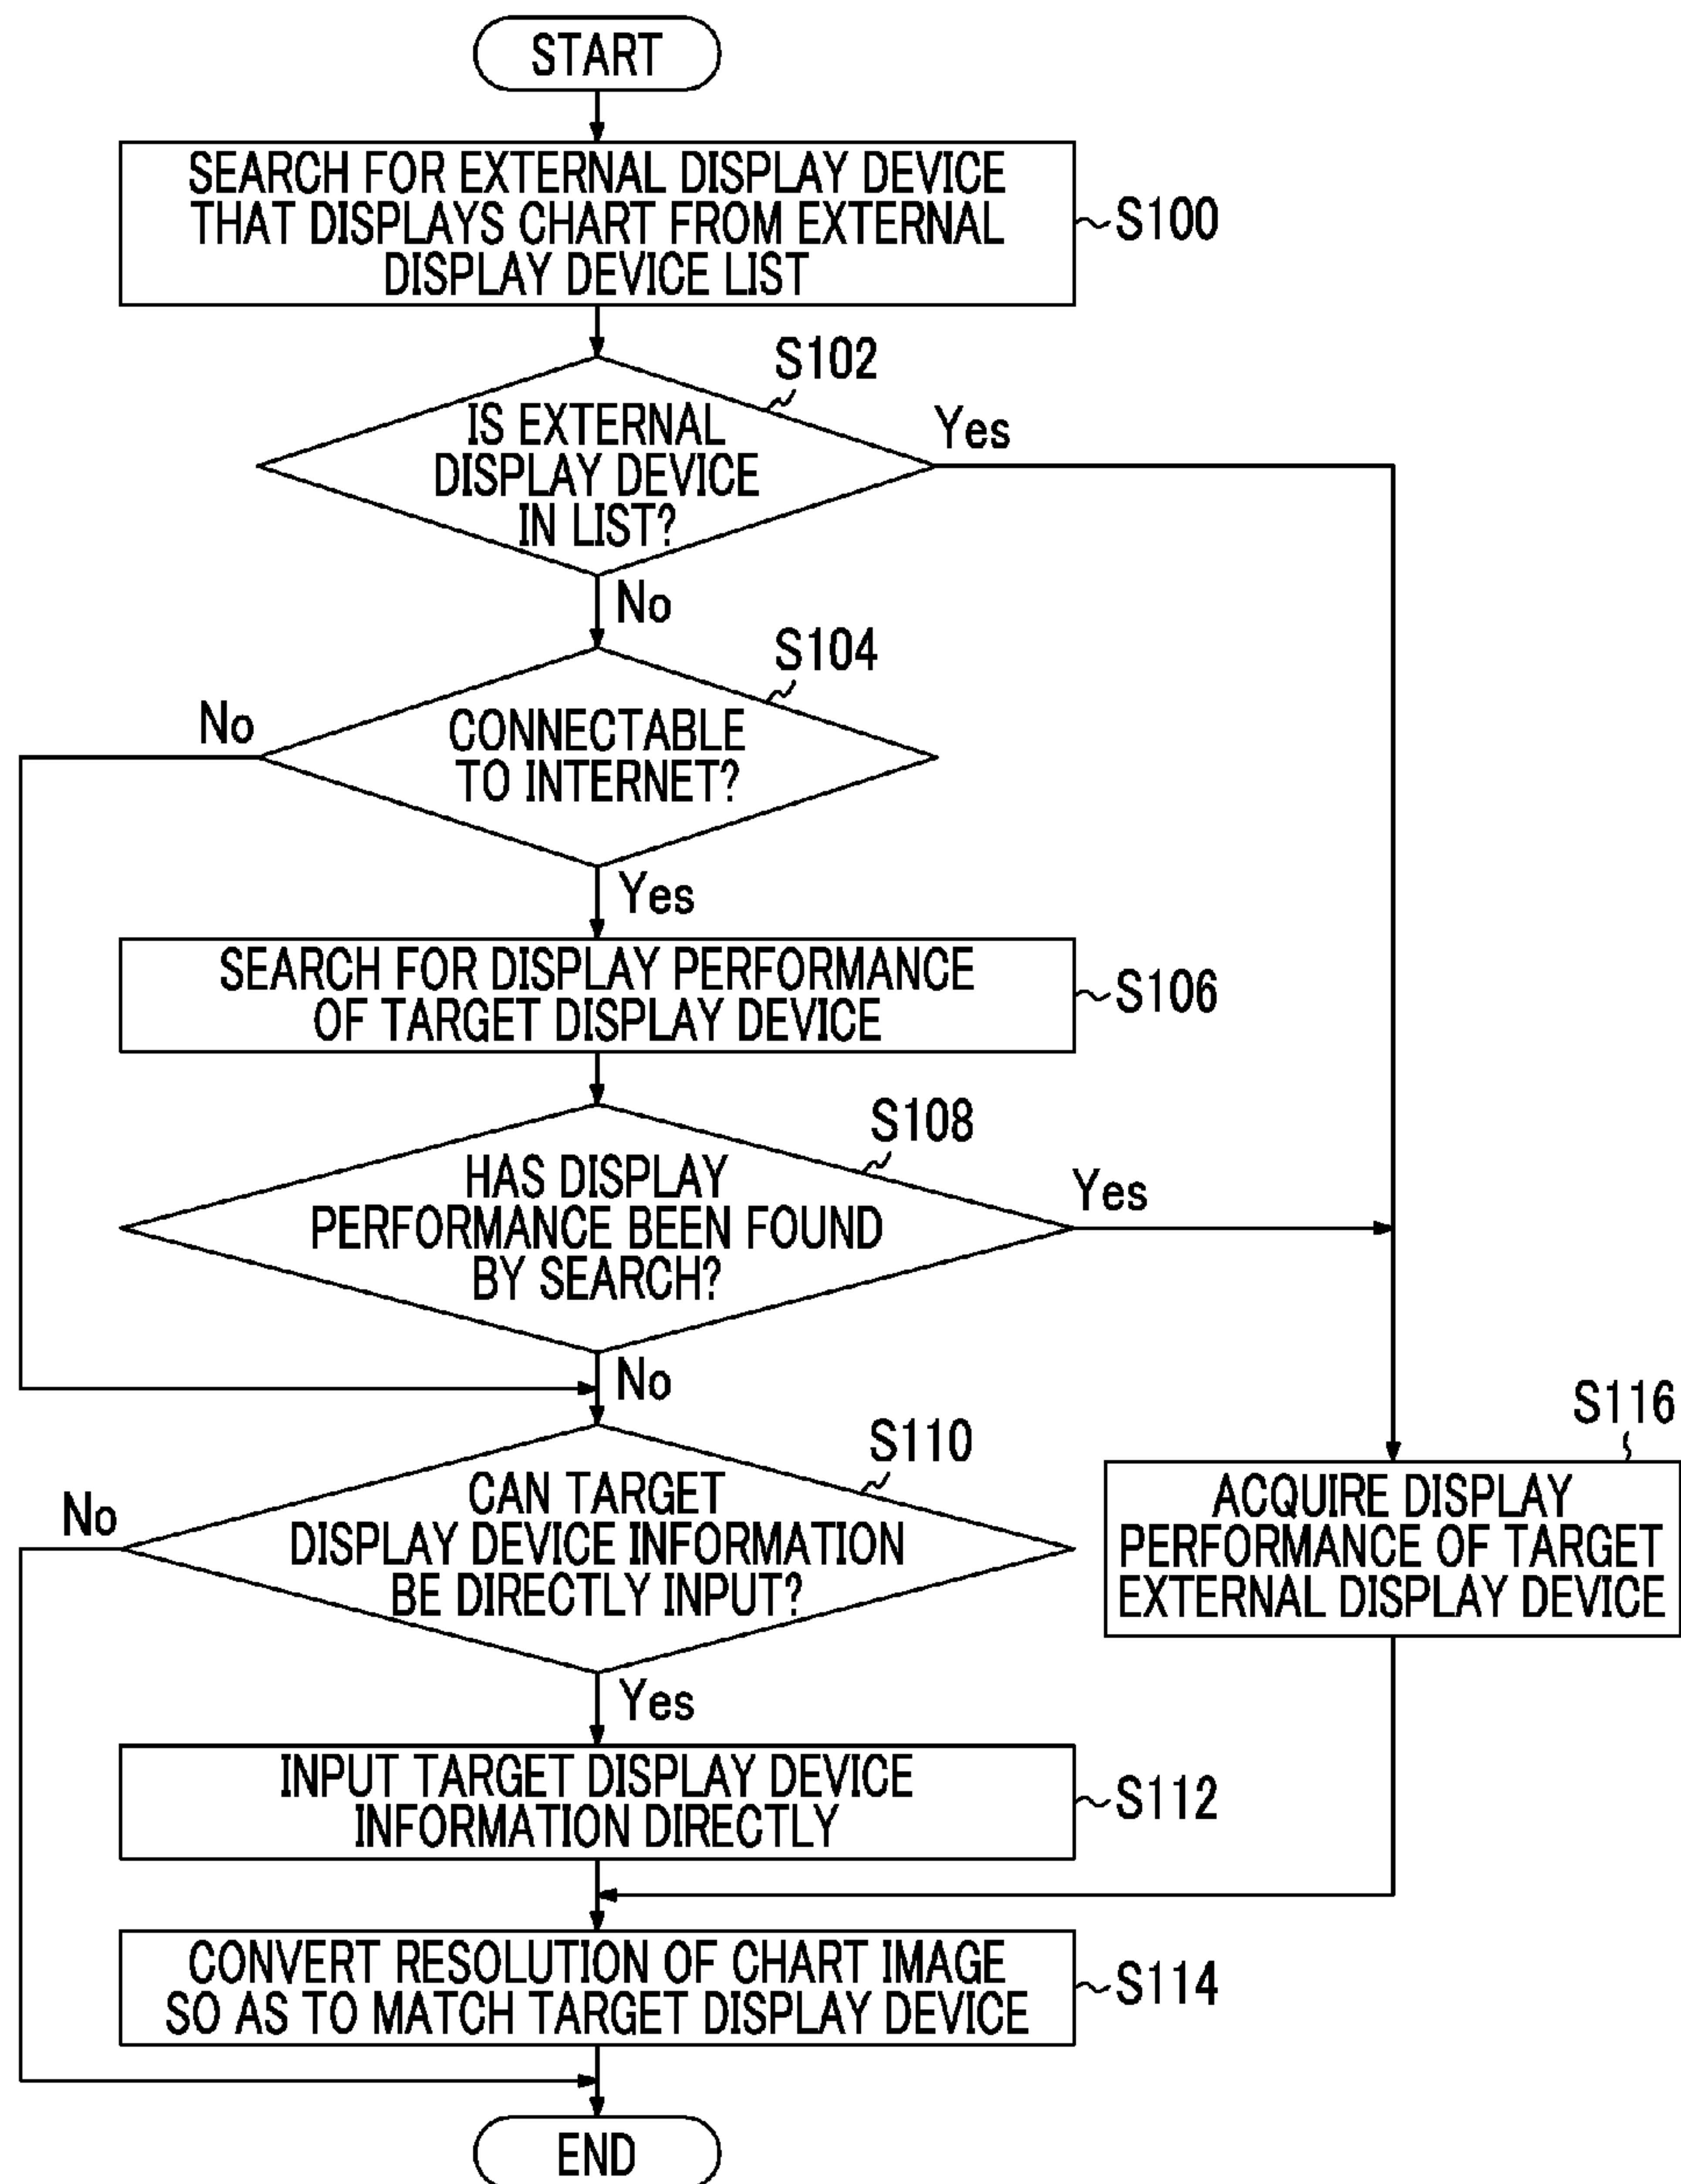 START
SEARCH FOR EXTERNAL DISPLAY DEVICE
THAT DISPLAYS CHART FROM EXTERNAL
DISPLAY DEVICE LIST
S100
S102
IS EXTERNAL
DISPLAY DEVICE
IN LIST?
Yes
No
S104
CONNECTABLE
TO INTERNET?
No
Yes
SEARCH FOR DISPLAY PERFORMANCE
OF TARGET DISPLAY DEVICE
S106
S108
HAS DISPLAY
PERFORMANCE BEEN FOUND
BY SEARCH?
Yes
No
S110
CAN TARGET
DISPLAY DEVICE INFORMATION
BE DIRECTLY INPUT?
No
Yes
S116
ACQUIRE DISPLAY
PERFORMANCE OF TARGET
EXTERNAL DISPLAY DEVICE
INPUT TARGET DISPLAY DEVICE
INFORMATION DIRECTLY
S112
CONVERT RESOLUTION OF CHART IMAGE
SO AS TO MATCH TARGET DISPLAY DEVICE
S114
END